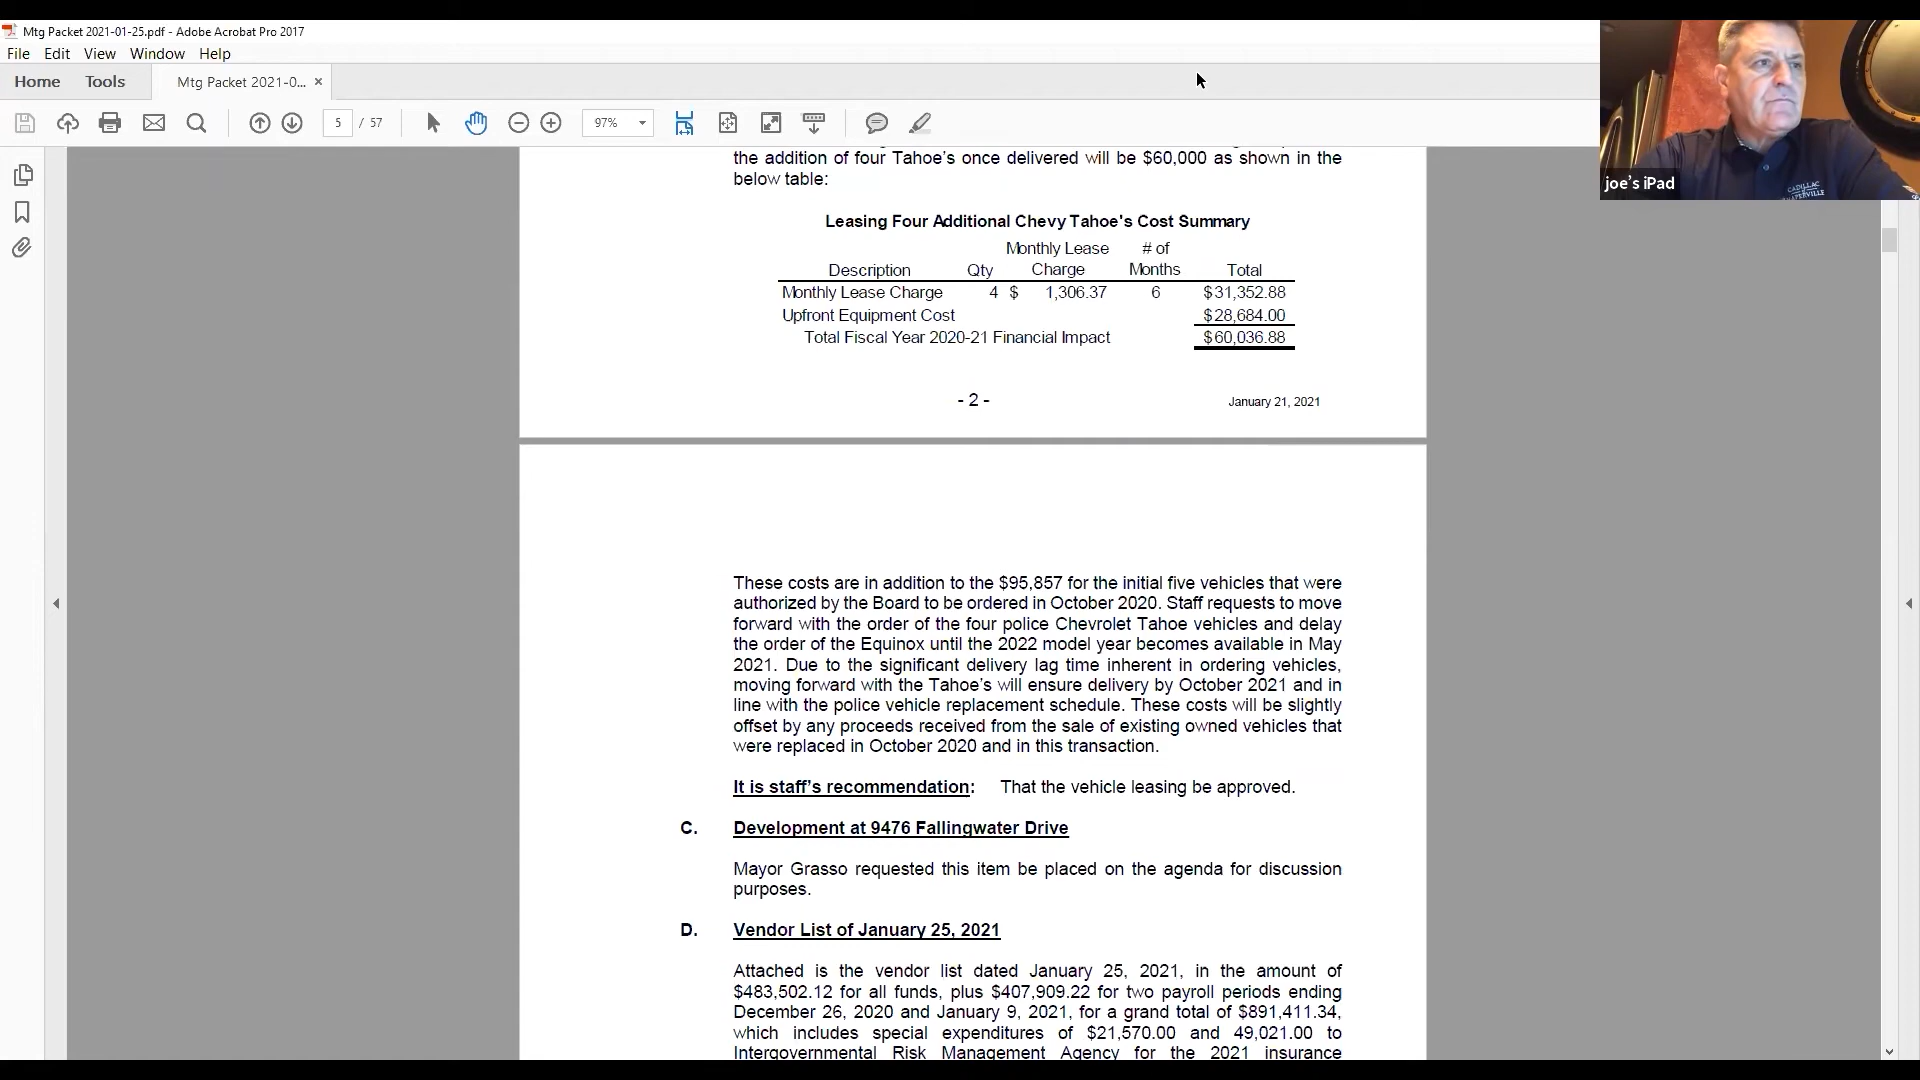 Mtg Packet 2021-01-25.pdf - Adobe Acrobat Pro 2017
File Edit View Window Help
Home Tools Mtg Packet 2021-0... ×
5 / 57 97%
joe's iPad
CADILLAC
the addition of four Tahoe's once delivered will be $60,000 as shown in the
below table:
Leasing Four Additional Chevy Tahoe's Cost Summary
Monthly Lease # of
Description Qty Charge Months Total
Monthly Lease Charge 4 $ 1,306.37 6 $31,352.88
Upfront Equipment Cost $28,684.00
Total Fiscal Year 2020-21 Financial Impact $60,036.88
- 2 - January 21, 2021
These costs are in addition to the $95,857 for the initial five vehicles that were
authorized by the Board to be ordered in October 2020. Staff requests to move
forward with the order of the four police Chevrolet Tahoe vehicles and delay
the order of the Equinox until the 2022 model year becomes available in May
2021. Due to the significant delivery lag time inherent in ordering vehicles,
moving forward with the Tahoe's will ensure delivery by October 2021 and in
line with the police vehicle replacement schedule. These costs will be slightly
offset by any proceeds received from the sale of existing owned vehicles that
were replaced in October 2020 and in this transaction.
It is staff's recommendation: That the vehicle leasing be approved.
C. Development at 9476 Fallingwater Drive
Mayor Grasso requested this item be placed on the agenda for discussion
purposes.
D. Vendor List of January 25, 2021
Attached is the vendor list dated January 25, 2021, in the amount of
$483,502.12 for all funds, plus $407,909.22 for two payroll periods ending
December 26, 2020 and January 9, 2021, for a grand total of $891,411.34,
which includes special expenditures of $21,570.00 and 49,021.00 to
Intergovernmental Risk Management Agency for the 2021 insurance